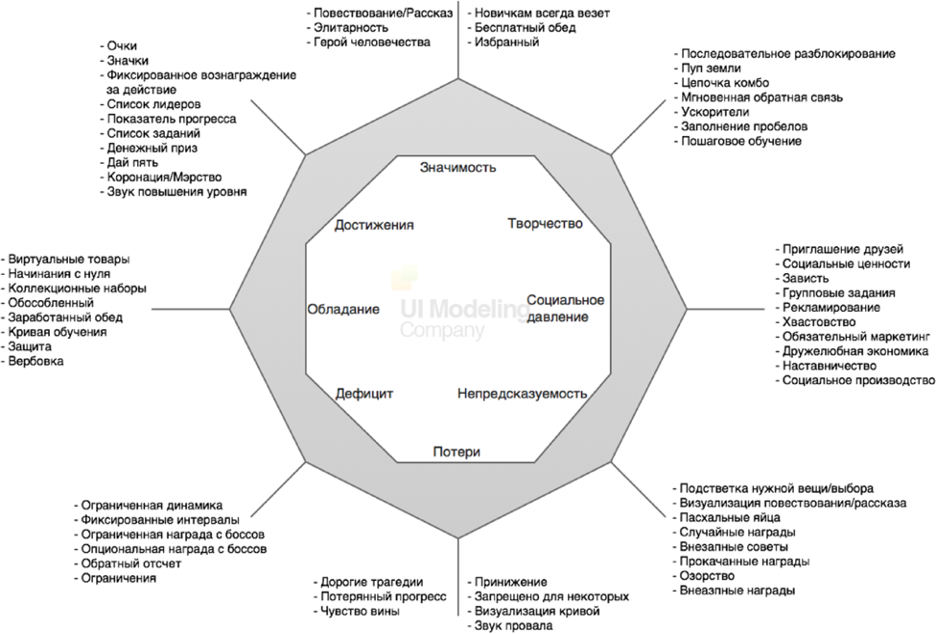 - Повествование/Рассказ
- Элитарность
- Герой человечества
- Новичкам всегда везет
- Бесплатный обед
- Избранный
- Очки
- Значки
- Фиксированное вознаграждение
за действие
- Список лидеров
- Показатель прогресса
- Список заданий
- Денежный приз
- Дай пять
- Коронация/Мэрство
- Звук повышения уровня
- Последовательное разблокирование
- Пуп земли
- Цепочка комбо
- Мгновенная обратная связь
- Ускорители
- Заполнение пробелов
- Пошаговое обучение
Значимость
Достижения
Творчество
- Виртуальные товары
- Начинания с нуля
- Коллекционные наборы
- Обособленный
- Заработанный обед
- Кривая обучения
- Защита
- Вербовка
Обладание
UI Modeling
Company
Социальное
давление
- Приглашение друзей
- Социальные ценности
- Зависть
- Групповые задания
- Рекламирование
- Хвастовство
- Обязательный маркетинг
- Дружелюбная экономика
- Наставничество
- Социальное производство
Дефицит
Непредсказуемость
Потери
- Ограниченная динамика
- Фиксированные интервалы
- Ограниченная награда с боссов
- Опциональная награда с боссов
- Обратный отсчет
- Ограничения
- Дорогие трагедии
- Потерянный прогресс
- Чувство вины
- Принижение
- Запрещено для некоторых
- Визуализация кривой
- Звук провала
- Подстветка нужной вещи/выбора
- Визуализация повествования/рассказа
- Пасхальные яйца
- Случайные награды
- Внезапные советы
- Прокачанные награды
- Озорство
- Внеазпные награды